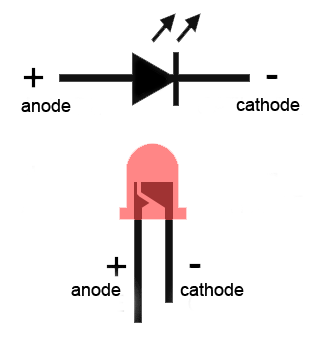 + -
anode cathode
+ -
anode cathode